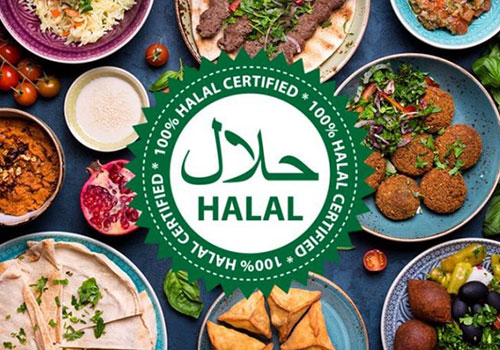 100% HALAL CERTIFIED * 100% HALAL CERTIFIED * 100% HALAL CERTIFIED *
حلال
HALAL